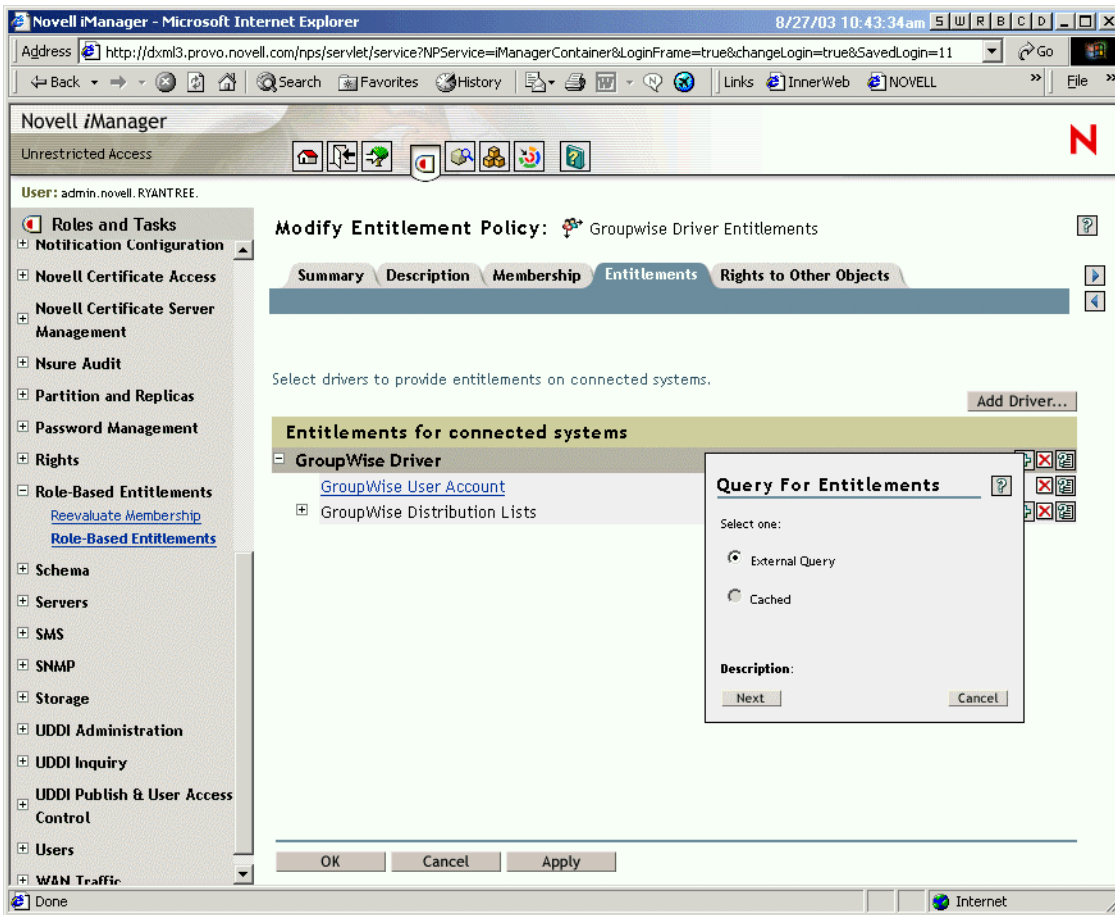 Novell iManager - Microsoft Internet Explorer
8/27/03 10:43:34am S W R B C D
Address http://dxml3.provo.novell.com/nps/servlet/service?NPService=iManagerContainer&LoginFrame=true&changeLogin=true&SavedLogin=11 Go
Back Search Favorites History Links InnerWeb NOVELL » File »
Novell iManager
Unrestricted Access
N
User: admin.novell.RYANTREE.
Roles and Tasks
Notification Configuration
Novell Certificate Access
Novell Certificate Server
Management
Nsure Audit
Partition and Replicas
Password Management
Rights
Role-Based Entitlements
Reevaluate Membership
Role-Based Entitlements
Schema
Servers
SMS
SNMP
Storage
UDDI Administration
UDDI Inquiry
UDDI Publish & User Access
Control
Users
WAN Traffic
Modify Entitlement Policy: Groupwise Driver Entitlements
Summary Description Membership Entitlements Rights to Other Objects
Select drivers to provide entitlements on connected systems.
Add Driver...
Entitlements for connected systems
GroupWise Driver
GroupWise User Account
GroupWise Distribution Lists
Query For Entitlements
Select one:
External Query
Cached
Description:
Next Cancel
OK Cancel Apply
Done Internet